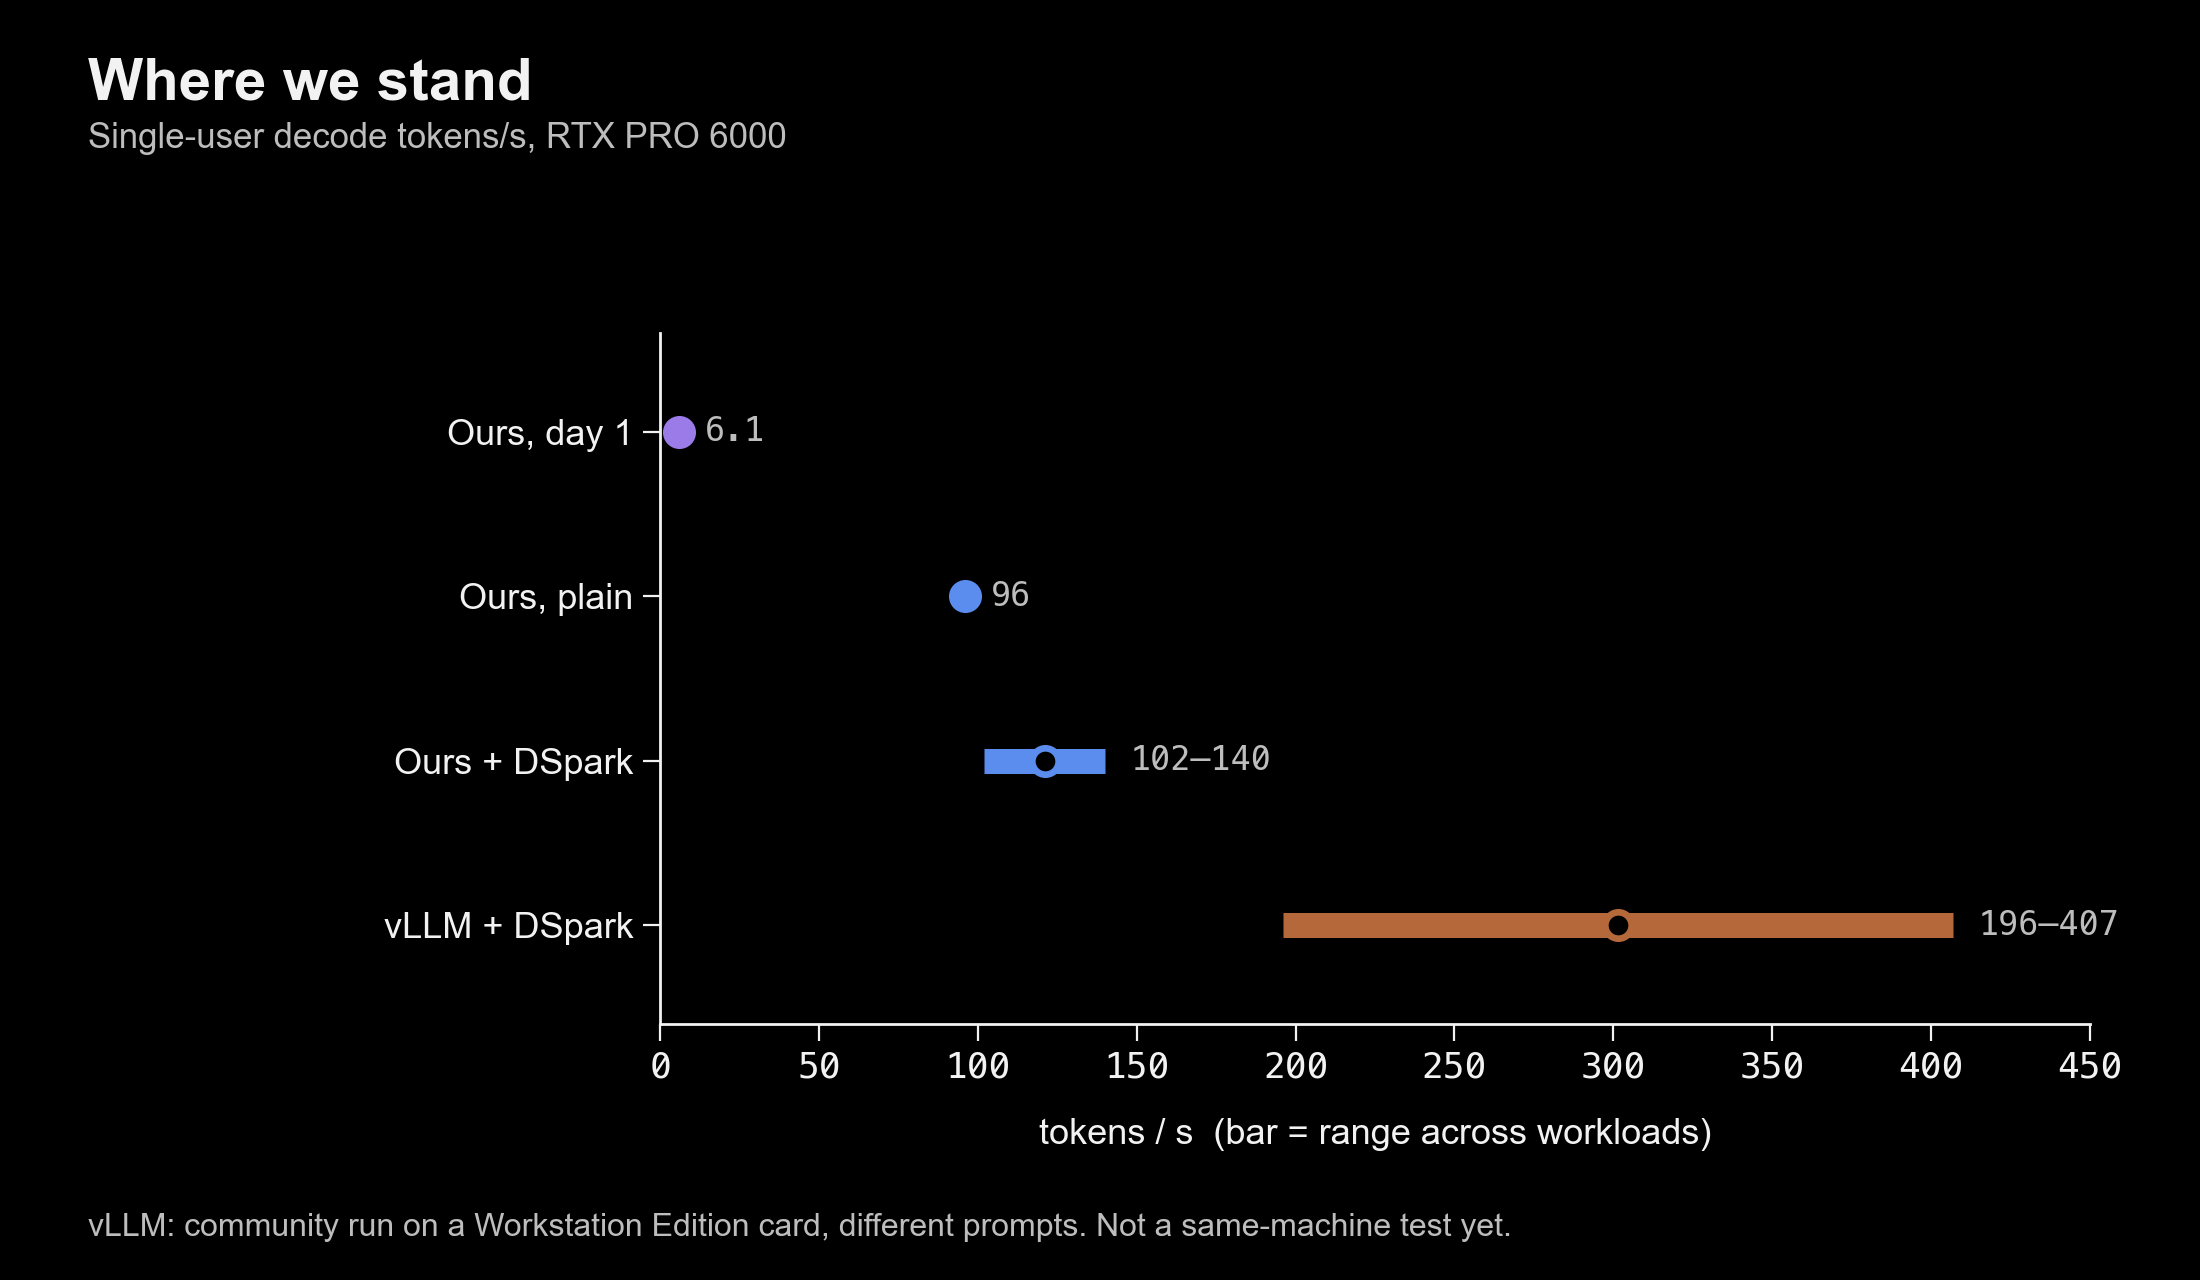 Where we stand
Single-user decode tokens/s, RTX PRO 6000
Ours, day 1
6.1
Ours, plain
96
Ours + DSpark
102–140
vLLM + DSpark
196–407
0 50 100 150 200 250 300 350 400 450
tokens / s (bar = range across workloads)
vLLM: community run on a Workstation Edition card, different prompts. Not a same-machine test yet.